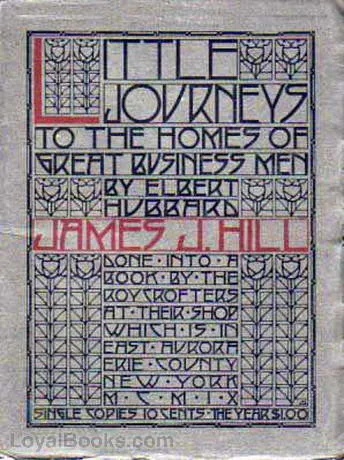 LITTLE
JOURNEYS
TO THE HOMES OF
GREAT BUSINESS MEN
BY ELBERT
HUBBARD
JAMES J. HILL
DONE · INTO · A
BOOK · BY · THE
ROYCROFTERS
AT · THEIR · SHOP
WHICH · IS · IN
EAST · AURORA
ERIE · COUNTY
NEW · YORK
M · C · M · I · X
SINGLE COPIES 10 CENTS · THE YEAR $1.00
LoyalBooks.com